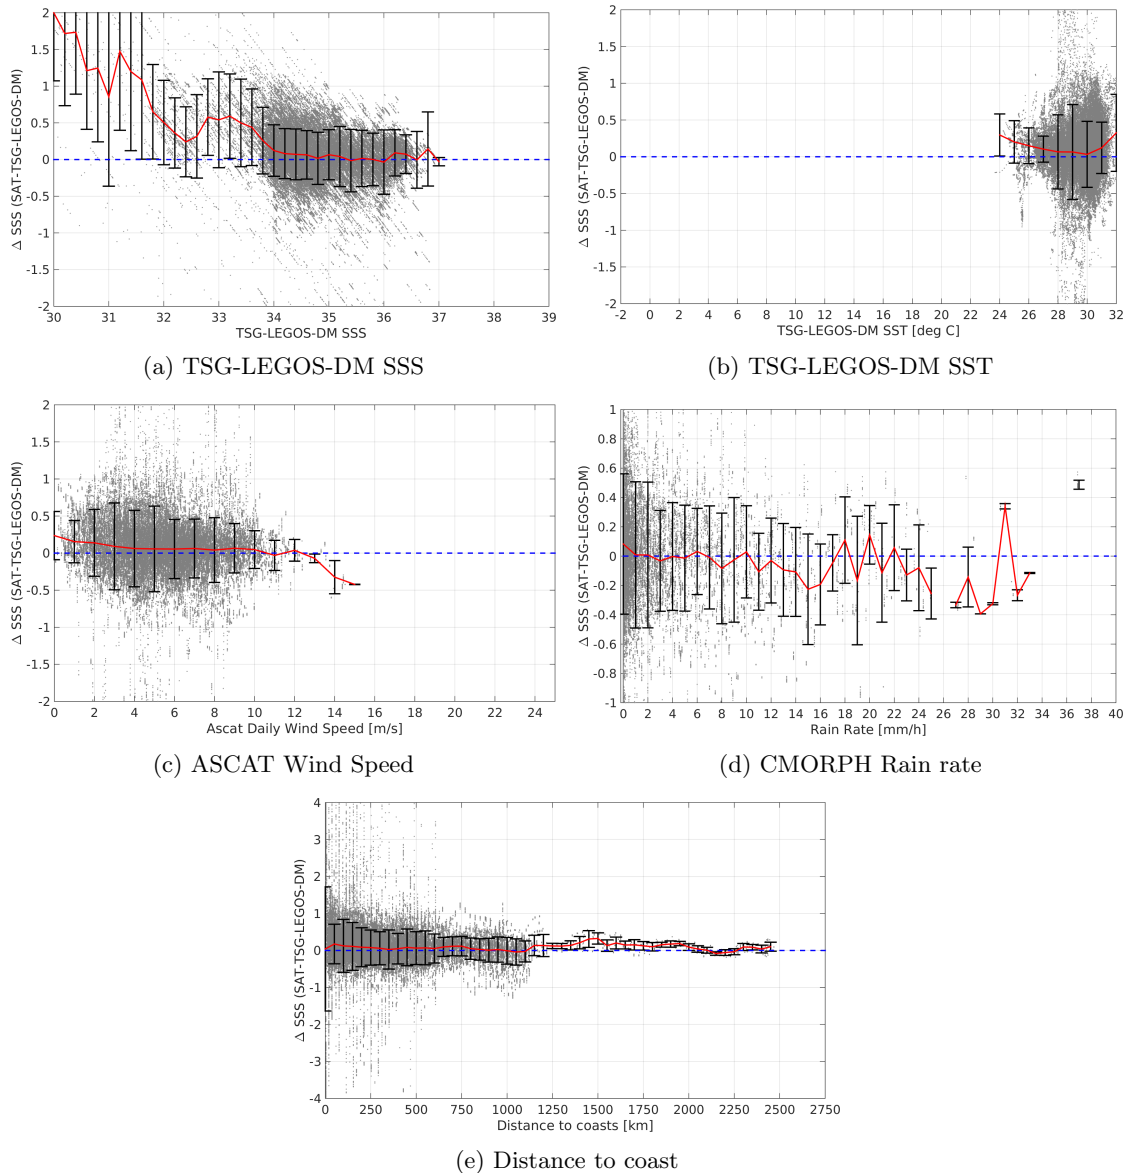 2
1.5
1
0.5
0
-0.5
-1
-1.5
-2
Δ SSS (SAT-TSG-LEGOS-DM)
30 31 32 33 34 35 36 37 38 39
TSG-LEGOS-DM SSS
(a) TSG-LEGOS-DM SSS
2
1.5
1
0.5
0
-0.5
-1
-1.5
-2
Δ SSS (SAT-TSG-LEGOS-DM)
-2 0 2 4 6 8 10 12 14 16 18 20 22 24 26 28 30 32
TSG-LEGOS-DM SST [deg C]
(b) TSG-LEGOS-DM SST
2
1.5
1
0.5
0
-0.5
-1
-1.5
-2
Δ SSS (SAT-TSG-LEGOS-DM)
0 2 4 6 8 10 12 14 16 18 20 22 24
Ascat Daily Wind Speed [m/s]
(c) ASCAT Wind Speed
1
0.8
0.6
0.4
0.2
0
-0.2
-0.4
-0.6
-0.8
-1
Δ SSS (SAT-TSG-LEGOS-DM)
0 2 4 6 8 10 12 14 16 18 20 22 24 26 28 30 32 34 36 38 40
Rain Rate [mm/h]
(d) CMORPH Rain rate
4
3
2
1
0
-1
-2
-3
-4
Δ SSS (SAT-TSG-LEGOS-DM)
0 250 500 750 1000 1250 1500 1750 2000 2250 2500 2750
Distance to coasts [km]
(e) Distance to coast